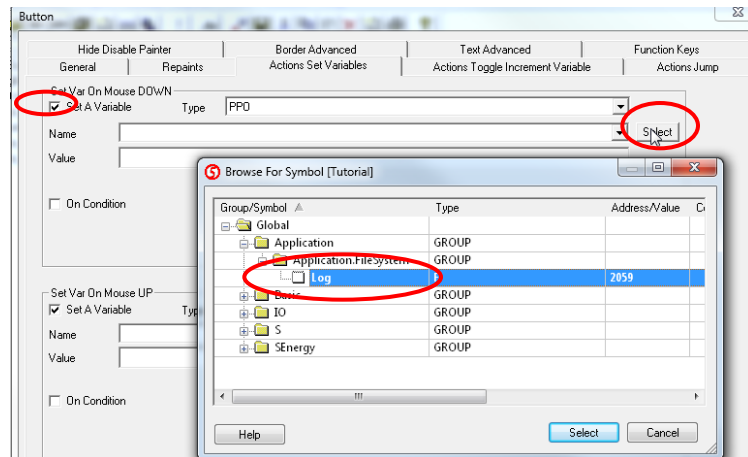 Button
Hide Disable Painter Border Advanced Text Advanced Function Keys
General Repaints Actions Set Variables Actions Toggle Increment Variable Actions Jump
Set Var On Mouse DOWN
Set A Variable Type PPO
Name Select
Value
On Condition
Browse For Symbol [Tutorial]
Group/Symbol Type Address/Value
Global
Application GROUP
Application.FileSystem GROUP
Log 2059
Basic GROUP
IO GROUP
S GROUP
SEnergy GROUP
Help Select Cancel
Set Var On Mouse UP
Set A Variable
Name
Value
On Condition